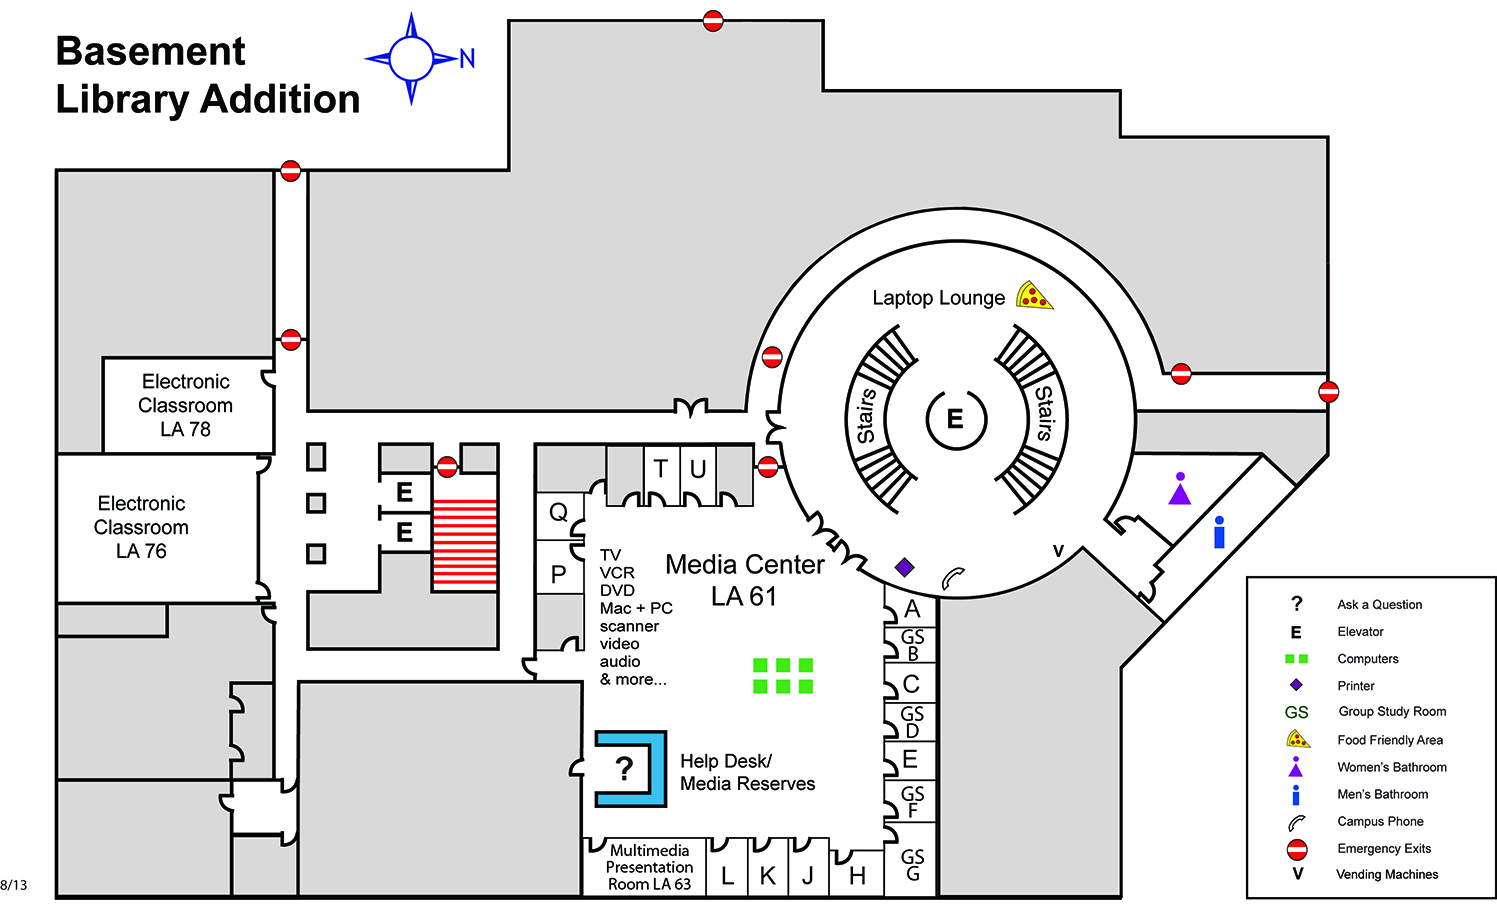 Basement
Library Addition
N
Laptop Lounge
Stairs
E
Stairs
Electronic
Classroom
LA 78
Electronic
Classroom
LA 76
E
E
T
U
Q
P
TV
VCR
DVD
Mac + PC
scanner
video
audio
& more...
Media Center
LA 61
V
A
GS
B
C
GS
D
E
GS
F
GS
G
?
Help Desk/
Media Reserves
Multimedia
Presentation
Room LA 63
L
K
J
H
? Ask a Question
E Elevator
Computers
Printer
GS Group Study Room
Food Friendly Area
Women's Bathroom
Men's Bathroom
Campus Phone
Emergency Exits
V Vending Machines
8/13